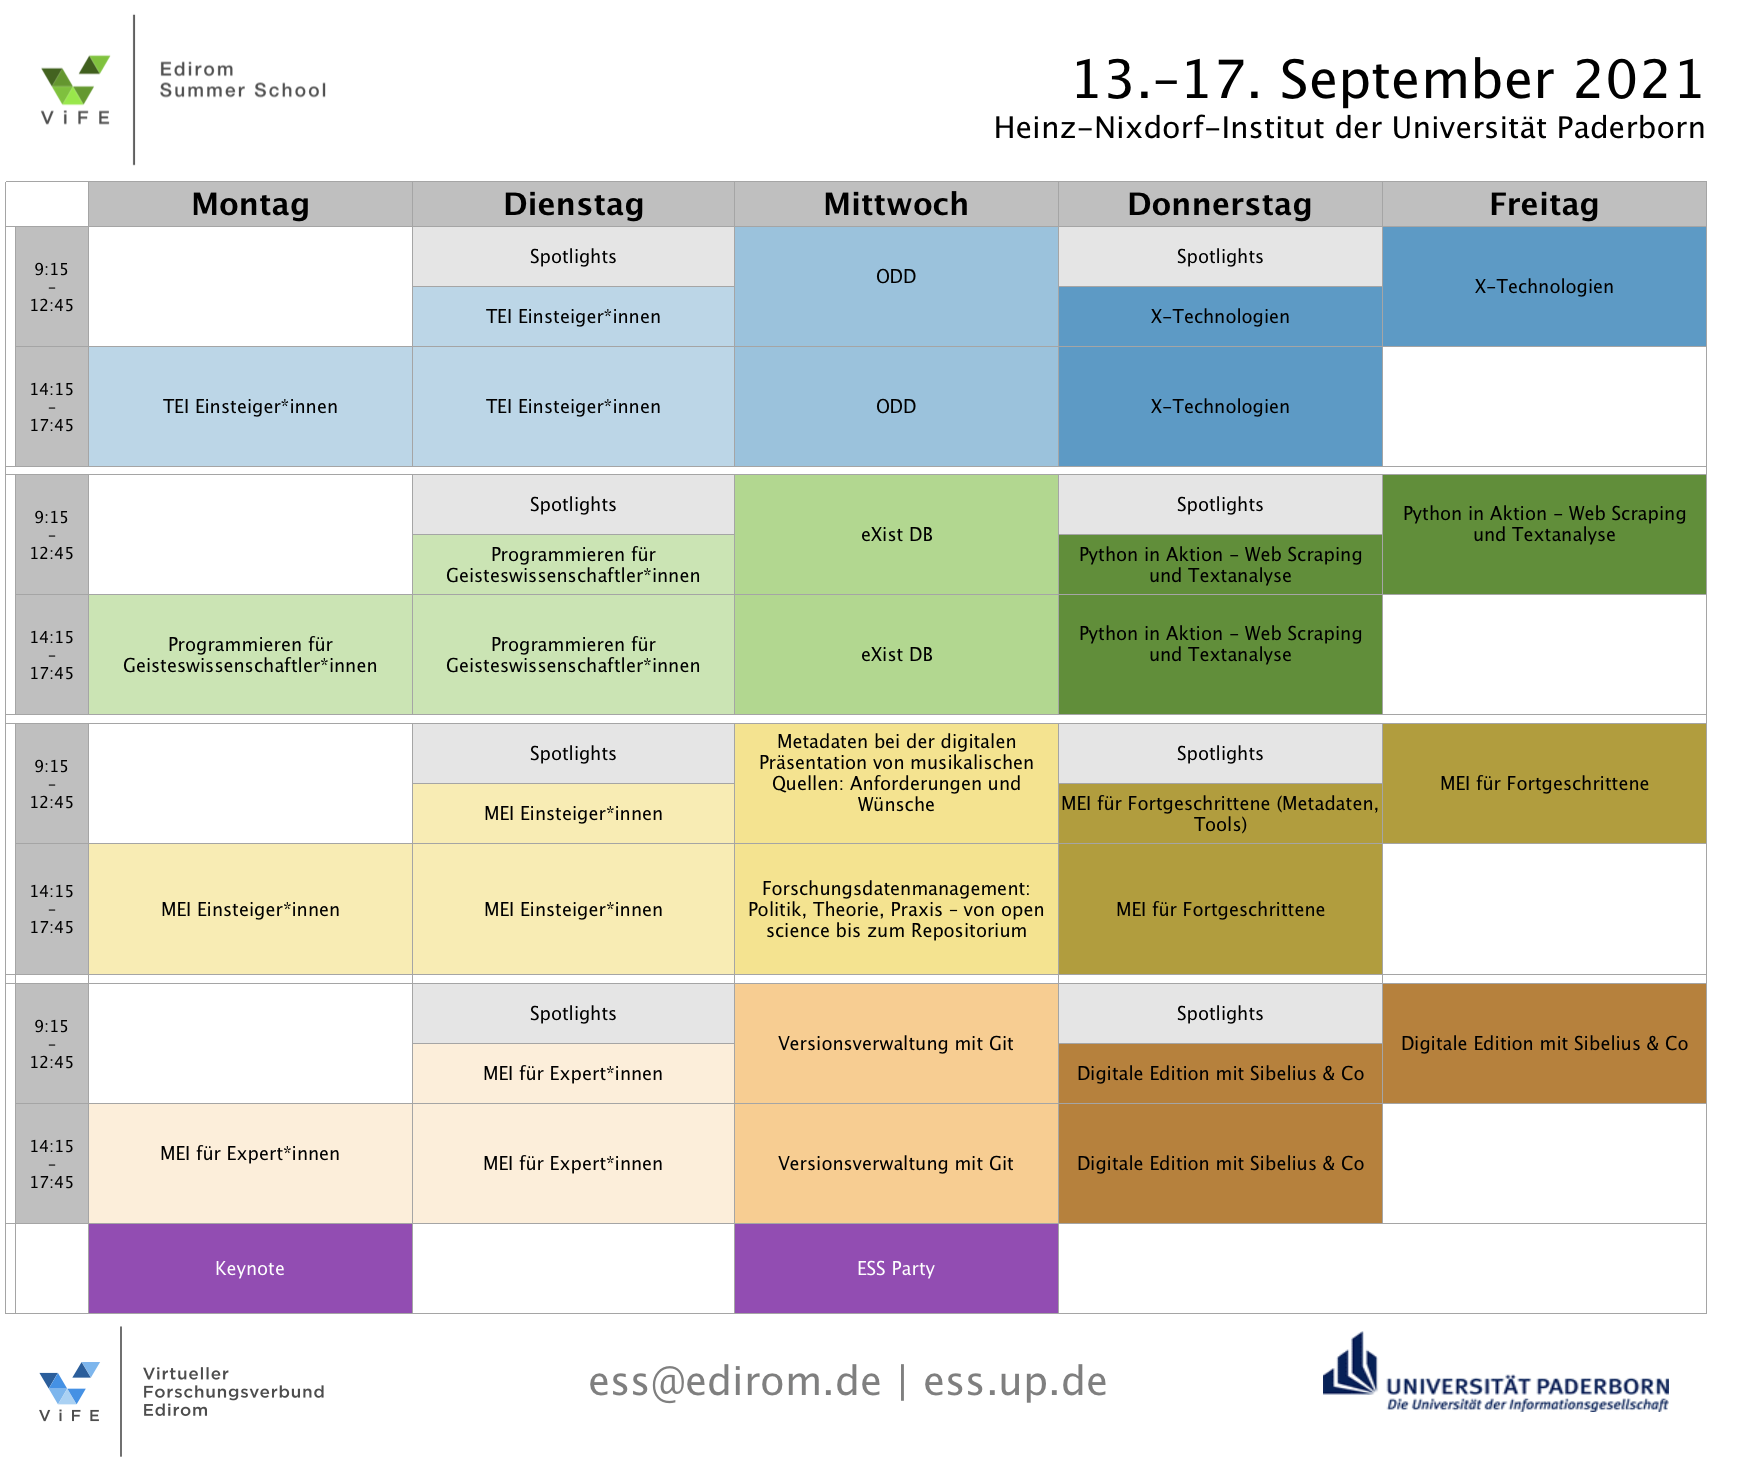 ViFE
Edirom
Summer School
13.–17. September 2021
Heinz-Nixdorf-Institut der Universität Paderborn
Montag Dienstag Mittwoch Donnerstag Freitag
9:15
–
12:45
Spotlights
TEI Einsteiger*innen
ODD
Spotlights
X-Technologien
X-Technologien
14:15
–
17:45
TEI Einsteiger*innen
TEI Einsteiger*innen
ODD
X-Technologien
9:15
–
12:45
Spotlights
Programmieren für
Geisteswissenschaftler*innen
eXist DB
Spotlights
Python in Aktion – Web Scraping
und Textanalyse
Python in Aktion – Web Scraping
und Textanalyse
14:15
–
17:45
Programmieren für
Geisteswissenschaftler*innen
Programmieren für
Geisteswissenschaftler*innen
eXist DB
Python in Aktion – Web Scraping
und Textanalyse
9:15
–
12:45
Spotlights
MEI Einsteiger*innen
Metadaten bei der digitalen
Präsentation von musikalischen
Quellen: Anforderungen und
Wünsche
Spotlights
MEI für Fortgeschrittene (Metadaten,
Tools)
MEI für Fortgeschrittene
14:15
–
17:45
MEI Einsteiger*innen
MEI Einsteiger*innen
Forschungsdatenmanagement:
Politik, Theorie, Praxis – von open
science bis zum Repositorium
MEI für Fortgeschrittene
9:15
–
12:45
Spotlights
MEI für Expert*innen
Versionsverwaltung mit Git
Spotlights
Digitale Edition mit Sibelius & Co
Digitale Edition mit Sibelius & Co
14:15
–
17:45
MEI für Expert*innen
MEI für Expert*innen
Versionsverwaltung mit Git
Digitale Edition mit Sibelius & Co
Keynote
ESS Party
ViFE
Virtueller
Forschungsverbund
Edirom
ess@edirom.de | ess.up.de
UNIVERSITÄT PADERBORN
Die Universität der Informationsgesellschaft